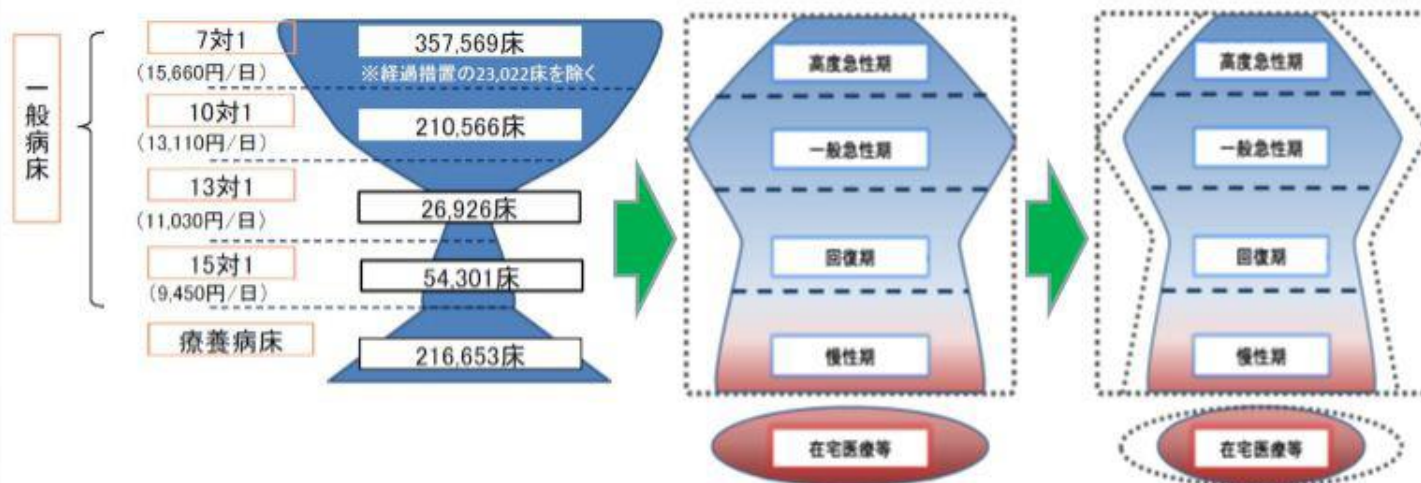 一般病床
7対1
(15,660円/日)
10対1
(13,110円/日)
13対1
(11,030円/日)
15対1
(9,450円/日)
療養病床
357,569床
※経過措置の23,022床を除く
210,566床
26,926床
54,301床
216,653床
高度急性期
一般急性期
回復期
慢性期
在宅医療等
高度急性期
一般急性期
回復期
慢性期
在宅医療等